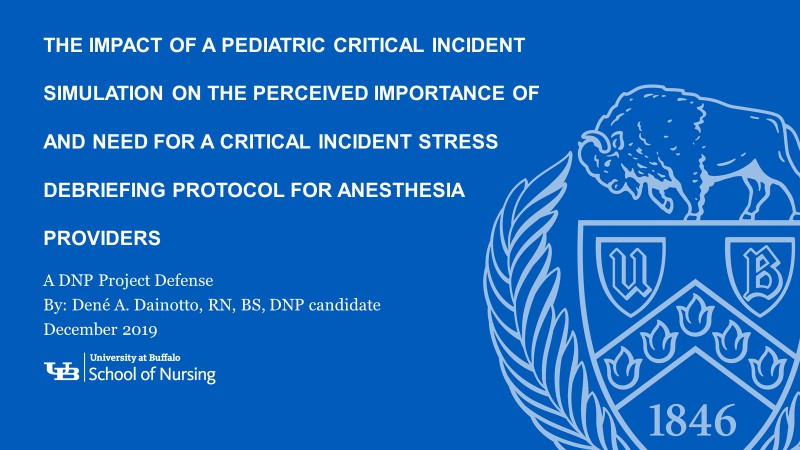 THE IMPACT OF A PEDIATRIC CRITICAL INCIDENT
SIMULATION ON THE PERCEIVED IMPORTANCE OF
AND NEED FOR A CRITICAL INCIDENT STRESS
DEBRIEFING PROTOCOL FOR ANESTHESIA
PROVIDERS
A DNP Project Defense
By: Dené A. Dainotto, RN, BS, DNP candidate
December 2019
UB
University at Buffalo
School of Nursing
U B
1846